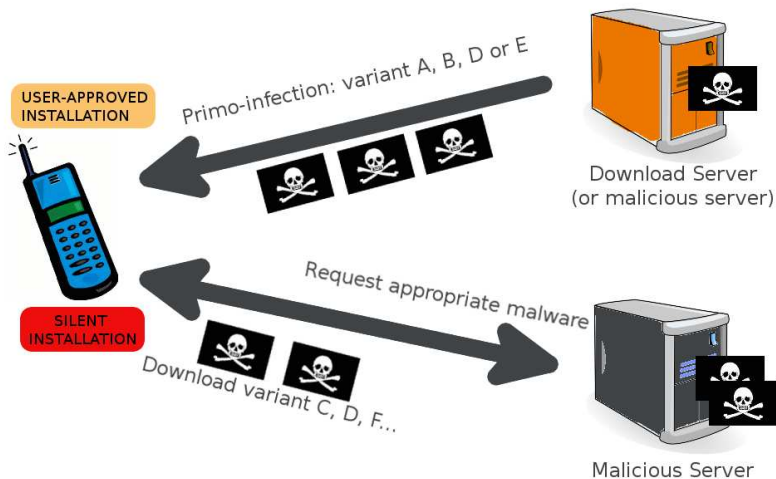 Primo-infection: variant A, B, D or E
USER-APPROVED
INSTALLATION
Download Server
(or malicious server)
Request appropriate malware
SILENT
INSTALLATION
Download variant C, D, F...
Malicious Server